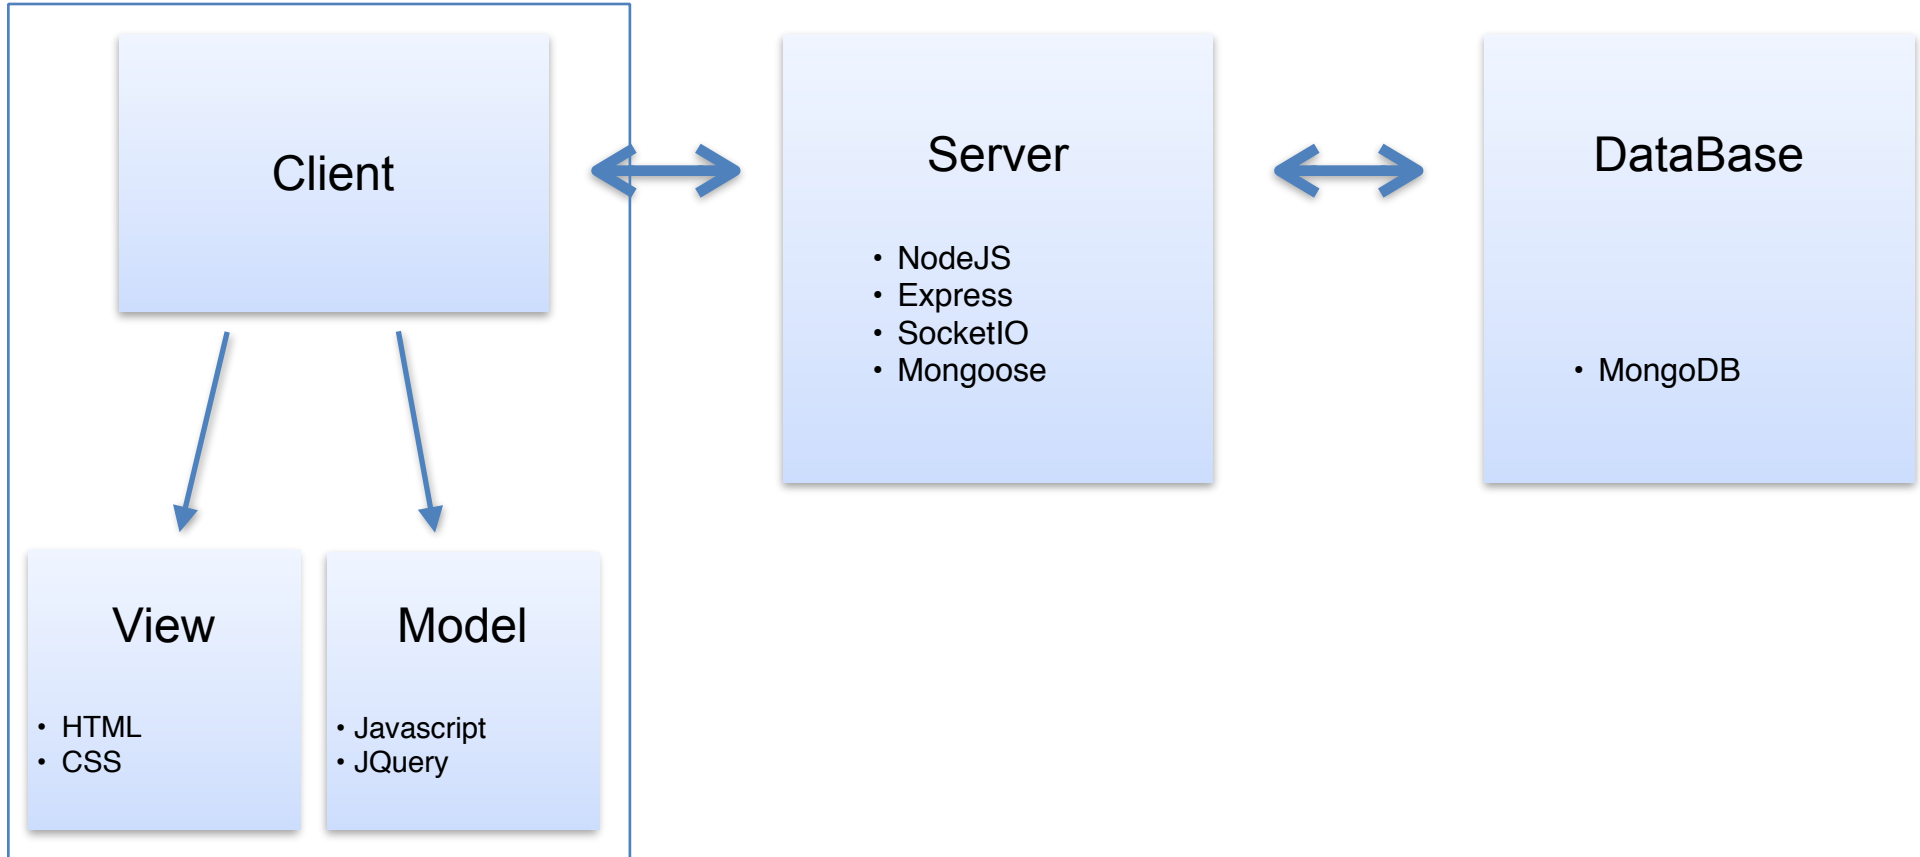 Client
Server
• NodeJS
• Express
• SocketIO
• Mongoose
DataBase
• MongoDB
View
• HTML
• CSS
Model
• Javascript
• JQuery